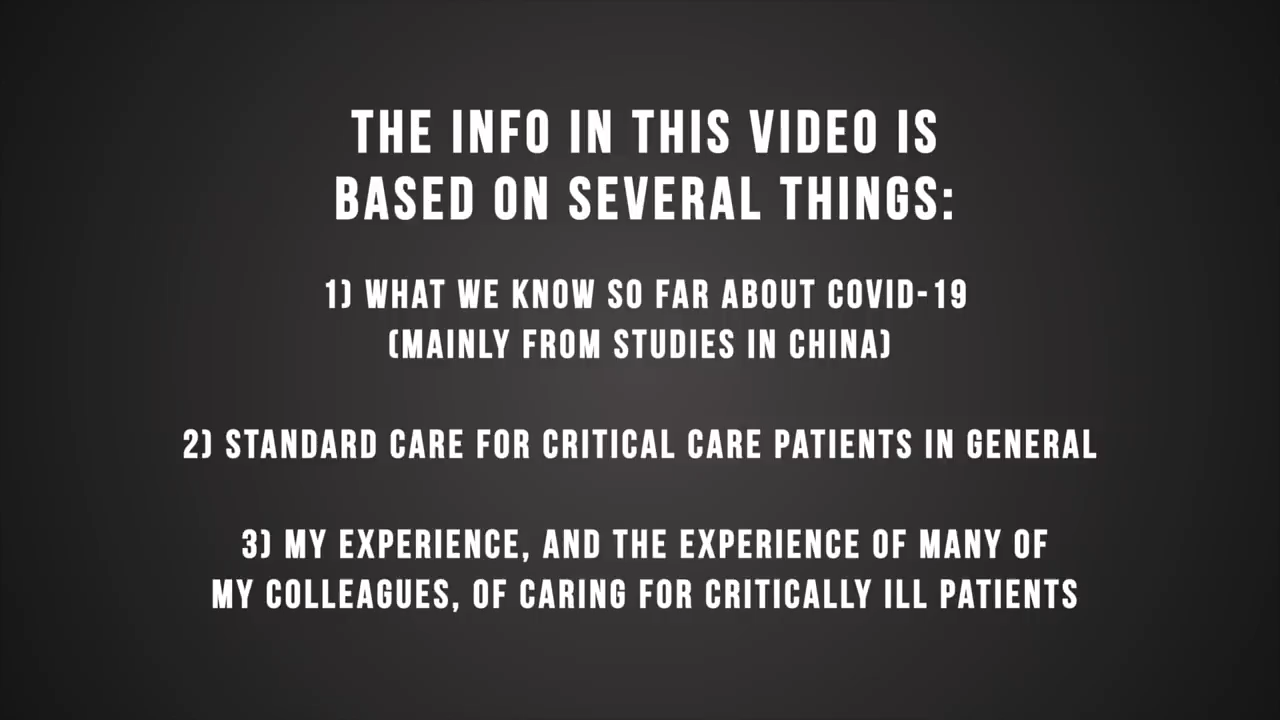 THE INFO IN THIS VIDEO IS
BASED ON SEVERAL THINGS:
1) WHAT WE KNOW SO FAR ABOUT COVID-19
(MAINLY FROM STUDIES IN CHINA)
2) STANDARD CARE FOR CRITICAL CARE PATIENTS IN GENERAL
3) MY EXPERIENCE, AND THE EXPERIENCE OF MANY OF
MY COLLEAGUES, OF CARING FOR CRITICALLY ILL PATIENTS